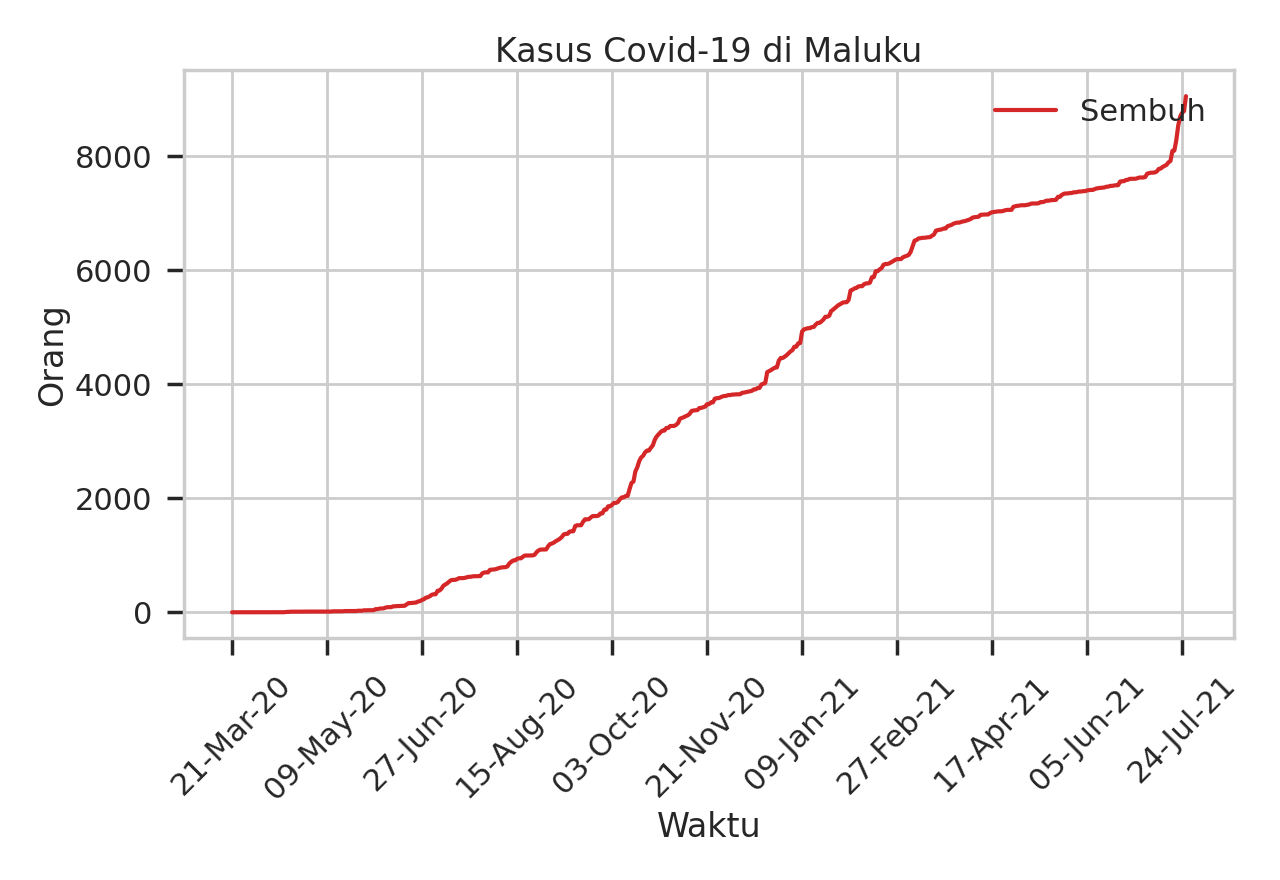 Kasus Covid-19 di Maluku
Sembuh
Orang
8000
6000
4000
2000
0
21-Mar-20
09-May-20
27-Jun-20
15-Aug-20
03-Oct-20
21-Nov-20
09-Jan-21
27-Feb-21
17-Apr-21
05-Jun-21
24-Jul-21
Waktu